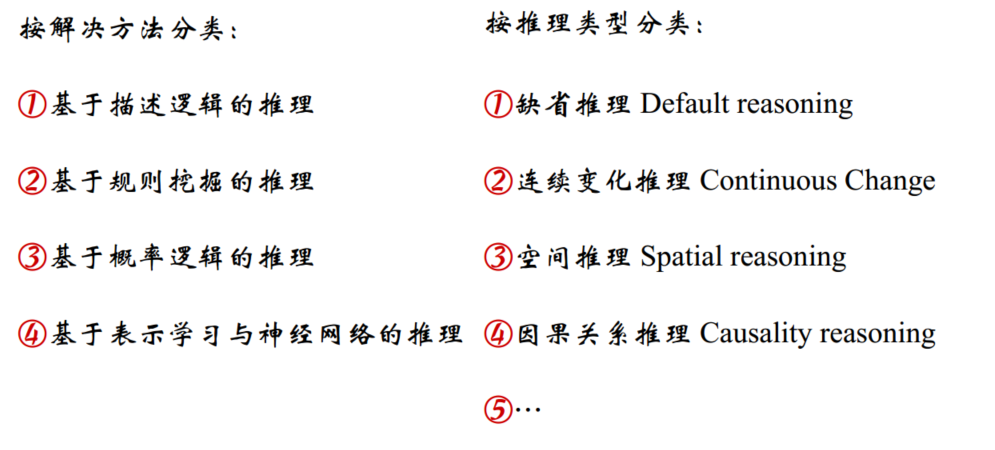 按解决方法分类：
①基于描述逻辑的推理
②基于规则挖掘的推理
③基于概率逻辑的推理
④基于表示学习与神经网络的推理
按推理类型分类：
①缺省推理 Default reasoning
②连续变化推理 Continuous Change
③空间推理 Spatial reasoning
④因果关系推理 Causality reasoning
⑤…